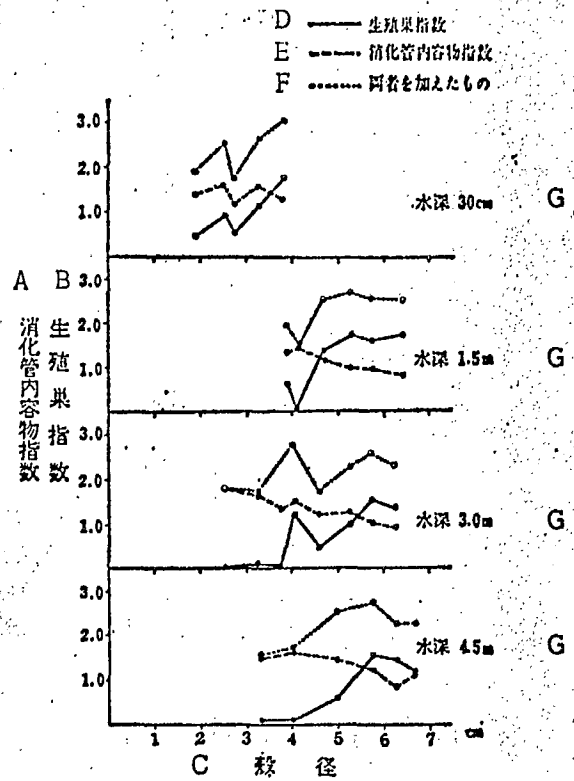 D 生殖巣指数
E 消化管内容物指数
F 両者を加えたもの
3.0
2.0
1.0
水深 30cm G
A B
消化管内容物指数
生殖巣指数
3.0
2.0
1.0
水深 1.5m G
3.0
2.0
1.0
水深 3.0m G
3.0
2.0
1.0
水深 4.5m G
1 2 3 4 5 6 7 cm
C 殻径